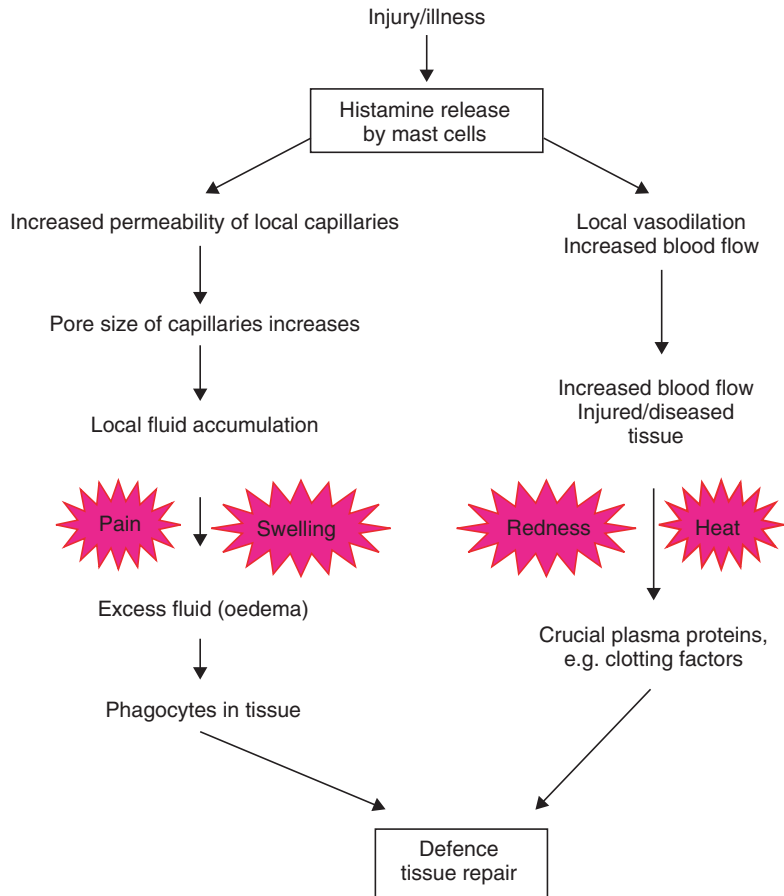 Injury/illness
Histamine release
by mast cells
Increased permeability of local capillaries
Local vasodilation
Increased blood flow
Pore size of capillaries increases
Increased blood flow
Injured/diseased
tissue
Local fluid accumulation
Pain
Swelling
Redness
Heat
Excess fluid (oedema)
Crucial plasma proteins,
e.g. clotting factors
Phagocytes in tissue
Defence
tissue repair